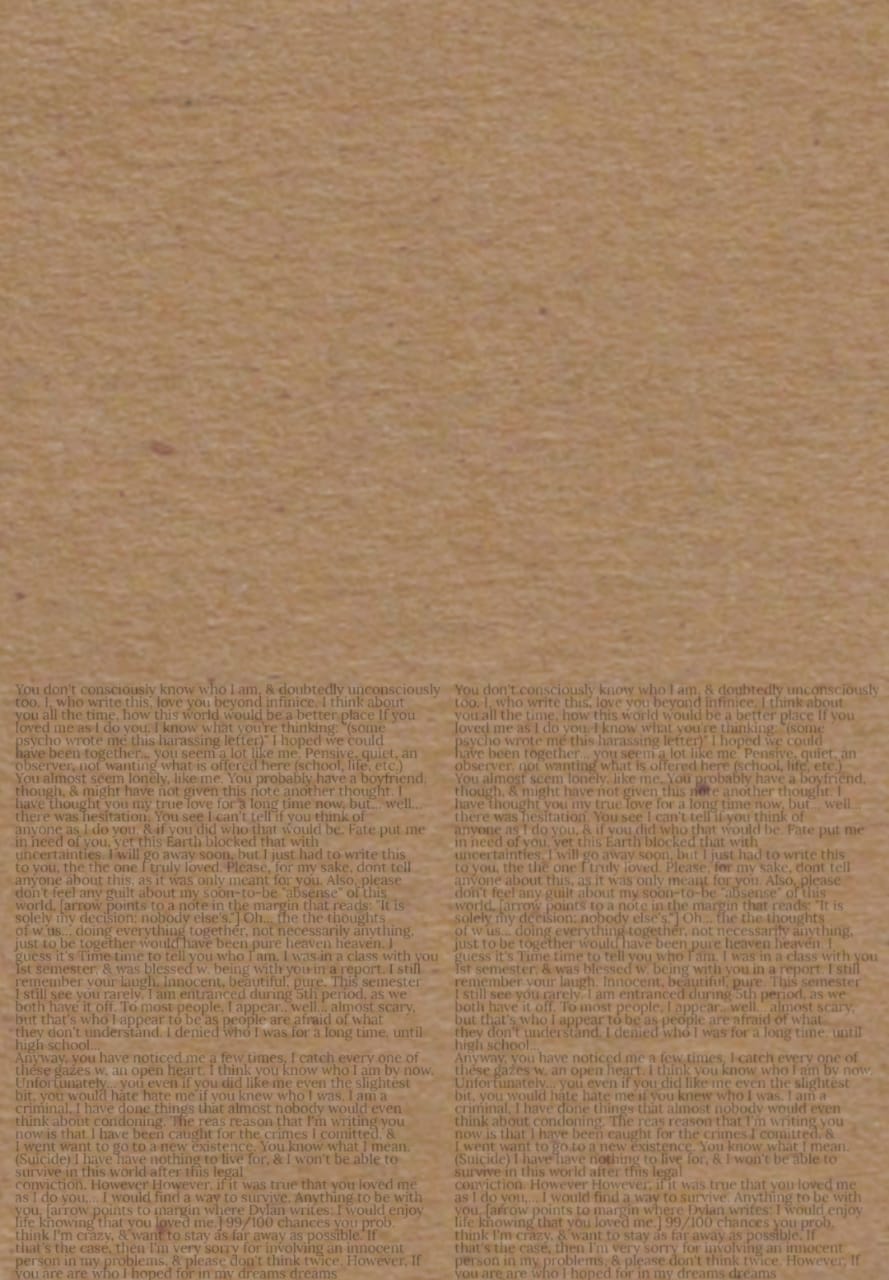 You don't consciously know who I am, & doubtedly unconsciously
too. I, who write this, love you beyond infinice. I think about
you all the time, how this world would be a better place If you
loved me as I do you. I know what you're thinking: "(some
psycho wrote me this harassing letter)" I hoped we could
have been together... you seem a lot like me. Pensive, quiet, an
observer, not wanting what is offered here (school, life, etc.)
You almost seem lonely, like me. You probably have a boyfriend,
though, & might have not given this note another thought. I
have thought you my true love for a long time now, but... well...
there was hesitation. You see I can't tell if you think of
anyone as I do you, & if you did who that would be. Fate put me
in need of you, yet this Earth blocked that with
uncertainties. I will go away soon, but I just had to write this
to you, the the one I truly loved. Please, for my sake, dont tell
anyone about this, as it was only meant for you. Also, please
don't feel any guilt about my soon-to-be "absense" of this
world. [arrow points to a note in the margin that reads: "It is
solely my decision: nobody else's."] Oh... the the thoughts
of w us... doing everything together, not necessarily anything,
just to be together would have been pure heaven heaven. I
guess it's Time time to tell you who I am. I was in a class with you
1st semester, & was blessed w. being with you in a report. I still
remember your laugh. Innocent, beautiful, pure. This semester
I still see you rarely. I am entranced during 5th period, as we
both have it off. To most people, I appear.. well... almost scary,
but that's who I appear to be as people are afraid of what
they don't understand. I denied who I was for a long time, until
high school...
Anyway, you have noticed me a few times, I catch every one of
these gazes w. an open heart. I think you know who I am by now.
Unfortunately... you even if you did like me even the slightest
bit, you would hate hate me if you knew who I was. I am a
criminal, I have done things that almost nobody would even
think about condoning. The reas reason that I'm writing you
now is that I have been caught for the crimes I comitted, &
I went want to go to a new existence. You know what I mean.
(Suicide) I have have nothing to live for, & I won't be able to
survive in this world after this legal
conviction. However However, if it was true that you loved me
as I do you,... I would find a way to survive. Anything to be with
you. [arrow points to margin where Dylan writes: I would enjoy
life knowing that you loved me.] 99/100 chances you prob.
think I'm crazy, & want to stay as far away as possible. If
that's the case, then I'm very sorry for involving an innocent
person in my problems, & please don't think twice. However, If
you are are who I hoped for in my dreams dreams
You don't consciously know who I am, & doubtedly unconsciously
too. I, who write this, love you beyond infinice. I think about
you all the time, how this world would be a better place If you
loved me as I do you. I know what you're thinking: "(some
psycho wrote me this harassing letter)" I hoped we could
have been together... you seem a lot like me. Pensive, quiet, an
observer, not wanting what is offered here (school, life, etc.)
You almost seem lonely, like me. You probably have a boyfriend,
though, & might have not given this note another thought. I
have thought you my true love for a long time now, but... well...
there was hesitation. You see I can't tell if you think of
anyone as I do you, & if you did who that would be. Fate put me
in need of you, yet this Earth blocked that with
uncertainties. I will go away soon, but I just had to write this
to you, the the one I truly loved. Please, for my sake, dont tell
anyone about this, as it was only meant for you. Also, please
don't feel any guilt about my soon-to-be "absense" of this
world. [arrow points to a note in the margin that reads: "It is
solely my decision: nobody else's."] Oh... the the thoughts
of w us... doing everything together, not necessarily anything,
just to be together would have been pure heaven heaven. I
guess it's Time time to tell you who I am. I was in a class with you
1st semester, & was blessed w. being with you in a report. I still
remember your laugh. Innocent, beautiful, pure. This semester
I still see you rarely. I am entranced during 5th period, as we
both have it off. To most people, I appear.. well... almost scary,
but that's who I appear to be as people are afraid of what
they don't understand. I denied who I was for a long time, until
high school...
Anyway, you have noticed me a few times, I catch every one of
these gazes w. an open heart. I think you know who I am by now.
Unfortunately... you even if you did like me even the slightest
bit, you would hate hate me if you knew who I was. I am a
criminal, I have done things that almost nobody would even
think about condoning. The reas reason that I'm writing you
now is that I have been caught for the crimes I comitted, &
I went want to go to a new existence. You know what I mean.
(Suicide) I have have nothing to live for, & I won't be able to
survive in this world after this legal
conviction. However However, if it was true that you loved me
as I do you,... I would find a way to survive. Anything to be with
you. [arrow points to margin where Dylan writes: I would enjoy
life knowing that you loved me.] 99/100 chances you prob.
think I'm crazy, & want to stay as far away as possible. If
that's the case, then I'm very sorry for involving an innocent
person in my problems, & please don't think twice. However, If
you are are who I hoped for in my dreams dreams